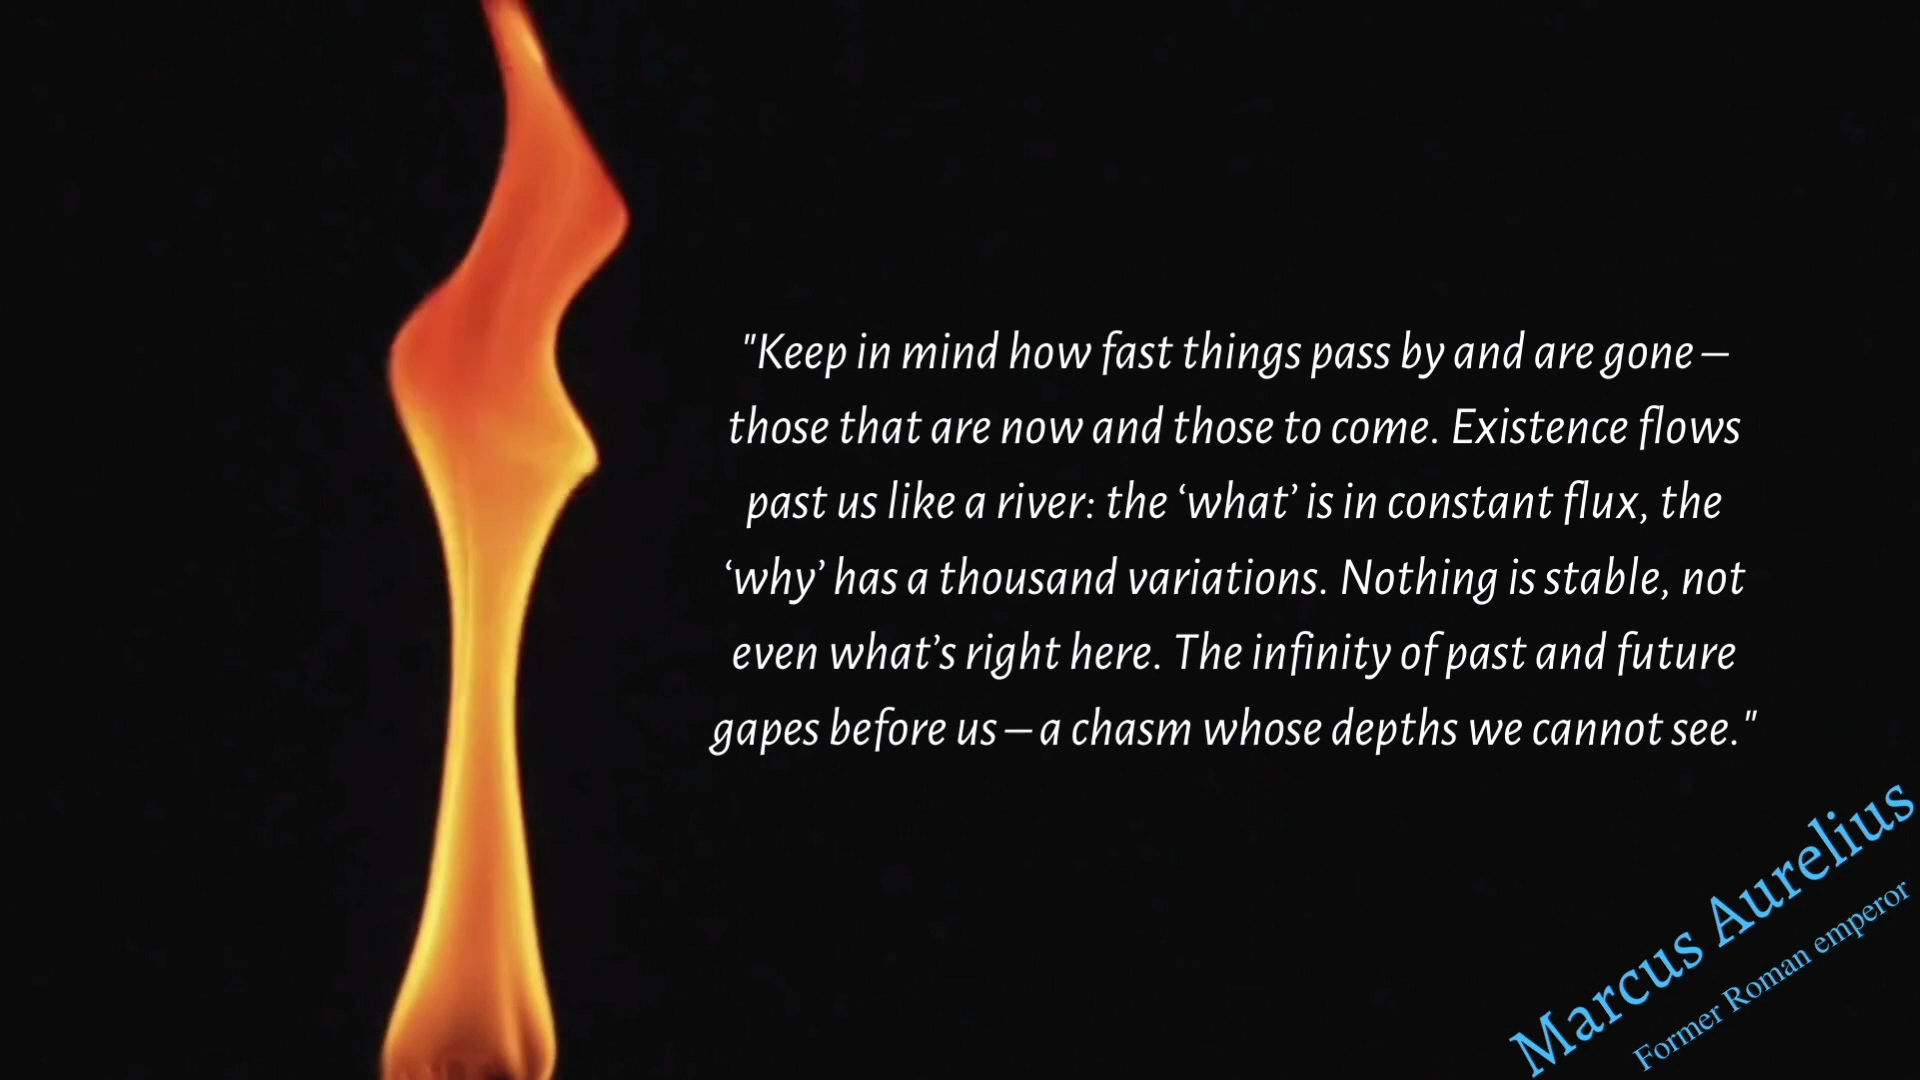 "Keep in mind how fast things pass by and are gone —
those that are now and those to come. Existence flows
past us like a river: the ‘what’ is in constant flux, the
‘why’ has a thousand variations. Nothing is stable, not
even what’s right here. The infinity of past and future
gapes before us — a chasm whose depths we cannot see."
Marcus Aurelius
Former Roman emperor